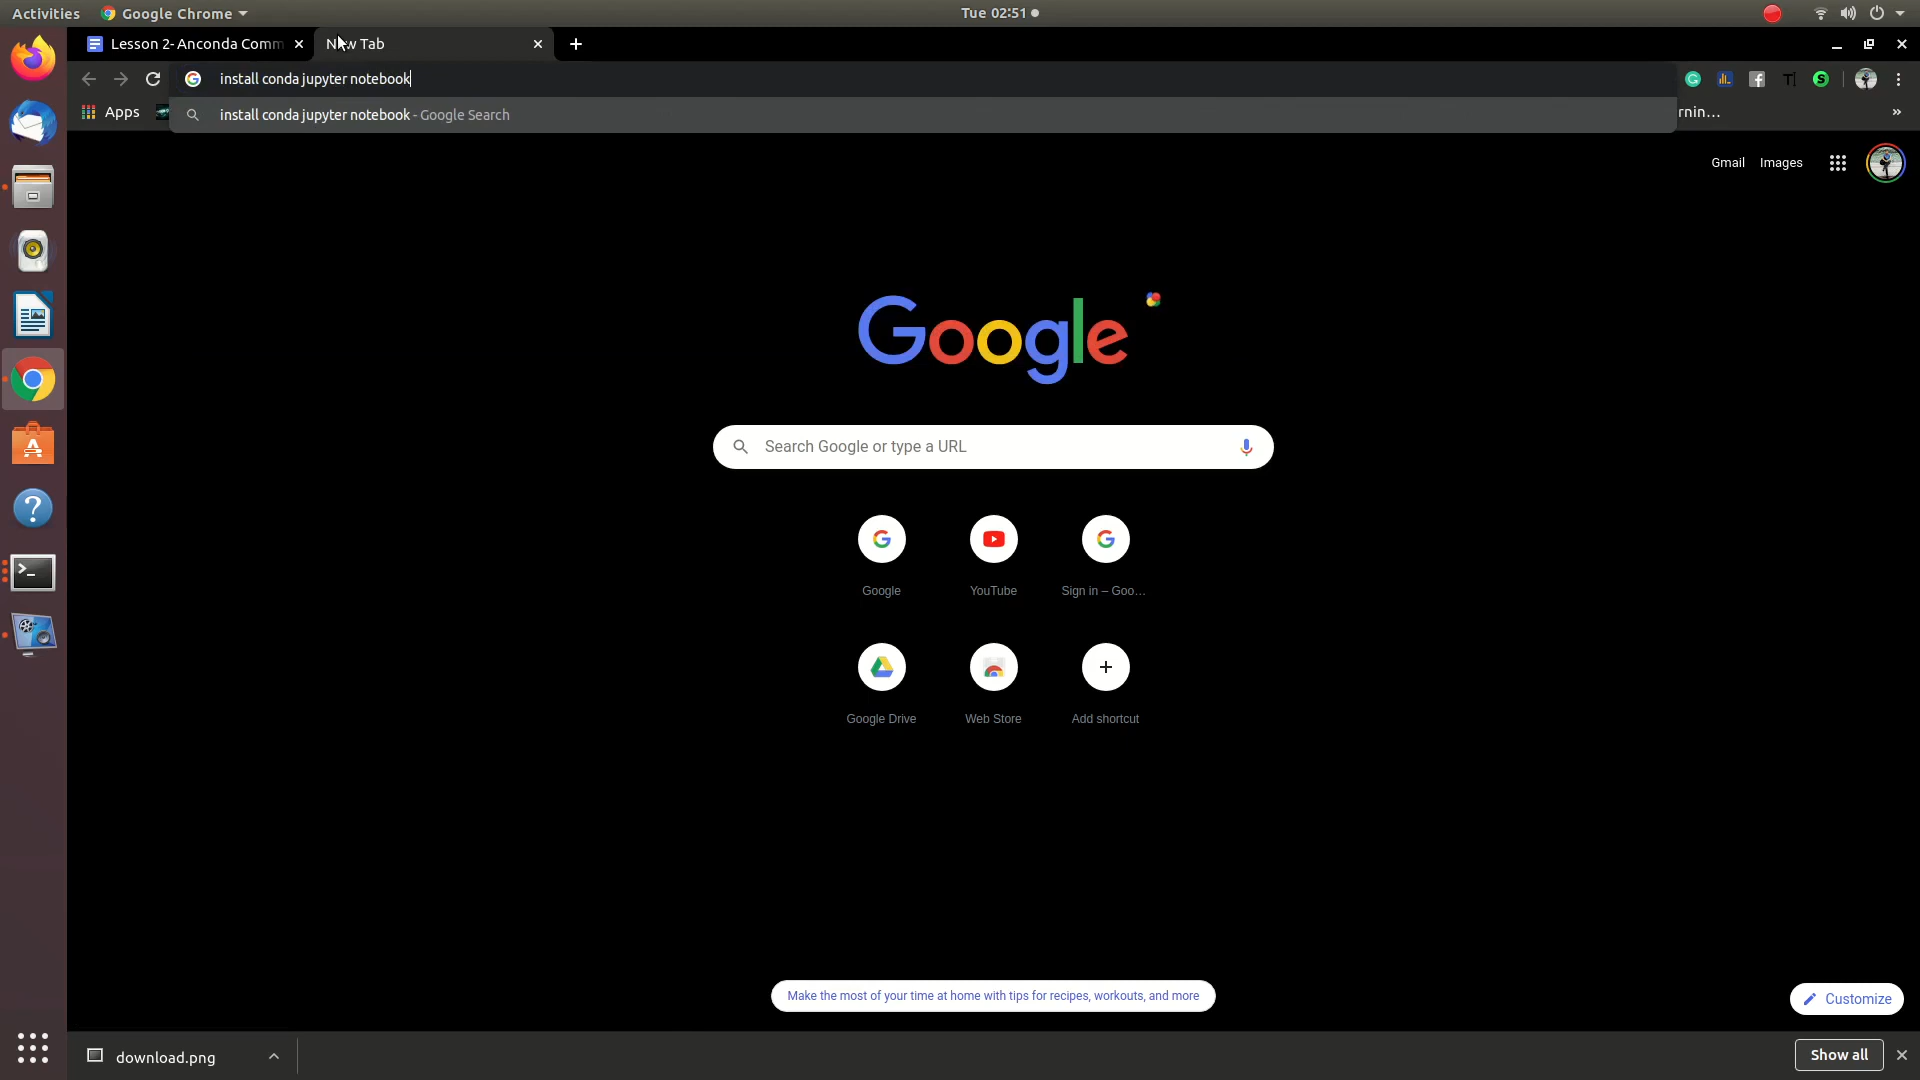 Activities
Google Chrome
Tue 02:51
Lesson 2- Anconda Comm
New Tab
install conda jupyter notebook
Apps
install conda jupyter notebook - Google Search
rnin...
»
Gmail
Images
Google
Search Google or type a URL
Google
YouTube
Sign in – Goo...
Google Drive
Web Store
Add shortcut
Make the most of your time at home with tips for recipes, workouts, and more
Customize
download.png
Show all